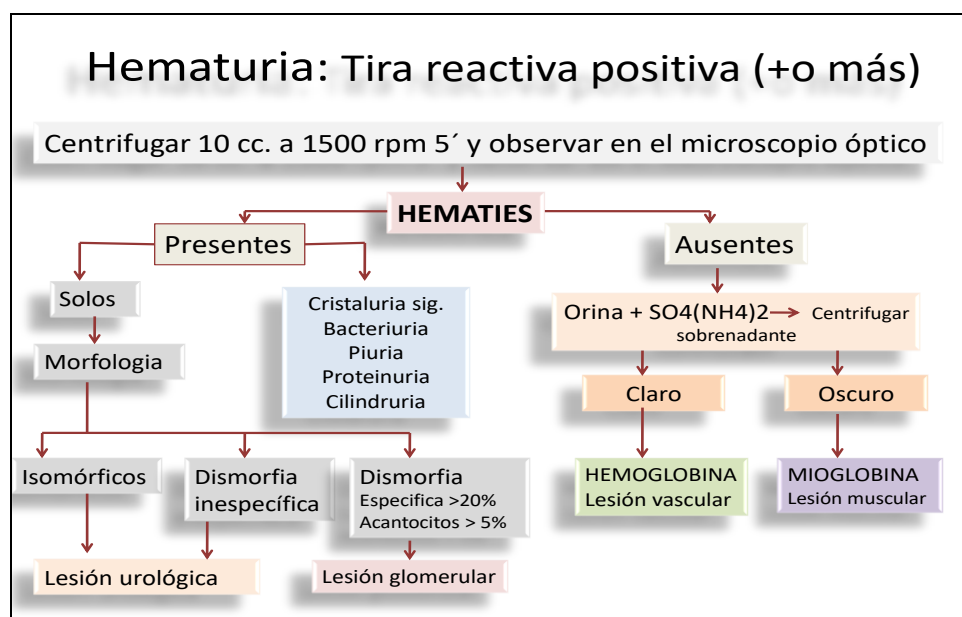 Hematuria: Tira reactiva positiva (+o más)
Centrifugar 10 cc. a 1500 rpm 5´ y observar en el microscopio óptico
HEMATIES
Presentes
Ausentes
Solos
Cristaluria sig.
Bacteriuria
Piuria
Proteinuria
Cilindruria
Orina + SO4(NH4)2 Centrifugar
sobrenadante
Morfologia
Claro
Oscuro
Isomórficos
Dismorfia
inespecífica
Dismorfia
Especifica >20%
Acantocitos > 5%
HEMOGLOBINA
Lesión vascular
MIOGLOBINA
Lesión muscular
Lesión urológica
Lesión glomerular